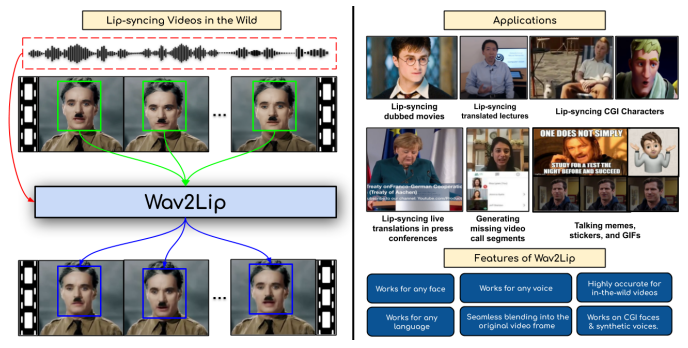 Lip-syncing Videos in the Wild
...
Wav2Lip
...
Applications
Lip-syncing
dubbed movies
Lip-syncing
translated lectures
Lip-syncing CGI Characters
Treaty on France-German Cooperatio
(Treaty of Aachen)
ONE DOES NOT SIMPLY
STUDY FOR A TEST THE
NIGHT BEFORE AND SUCCEED
Lip-syncing live
translations in press
conferences
Generating
missing video
call segments
Talking memes,
stickers, and GIFs
Features of Wav2Lip
Works for any face
Works for any voice
Highly accurate for
in-the-wild videos
Works for any
language
Seamless blending into the
original video frame
Works on CGI faces
& synthetic voices.